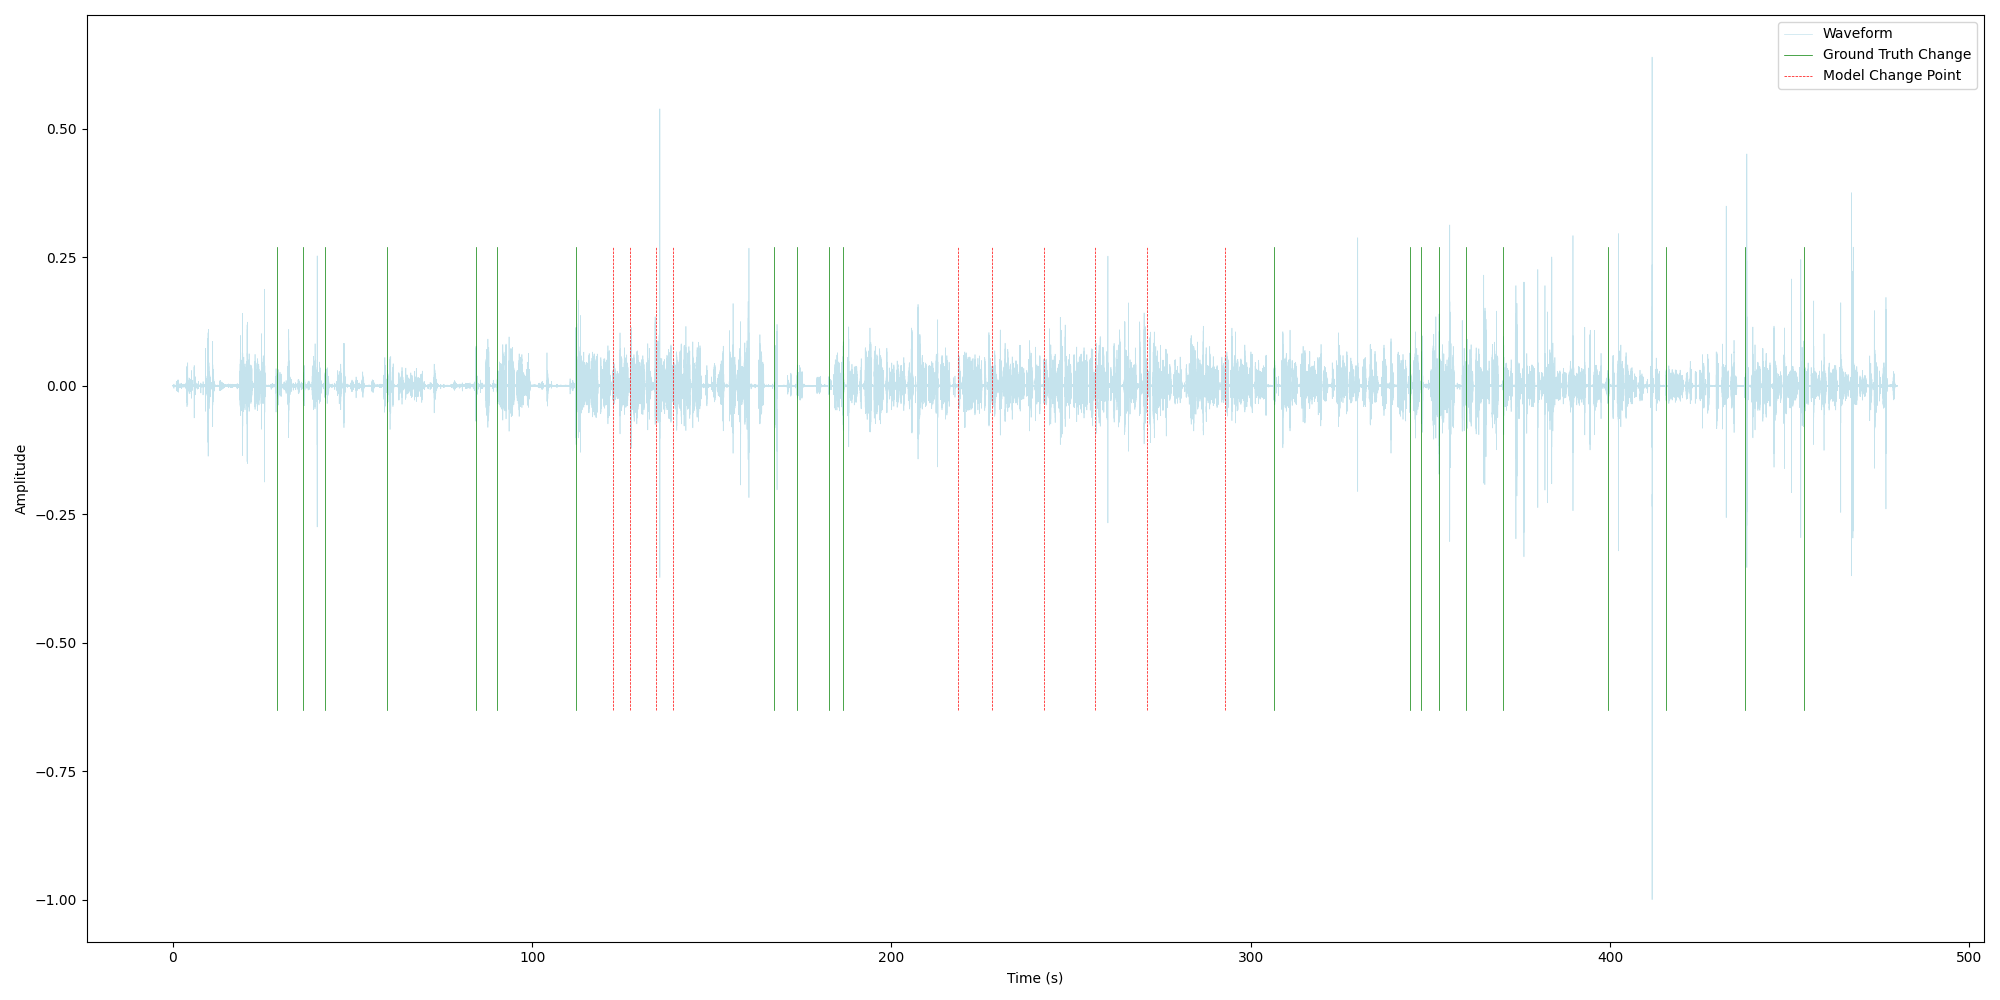 Waveform
Ground Truth Change
Model Change Point
Amplitude
0.50
0.25
0.00
−0.25
−0.50
−0.75
−1.00
0
100
200
300
400
500
Time (s)